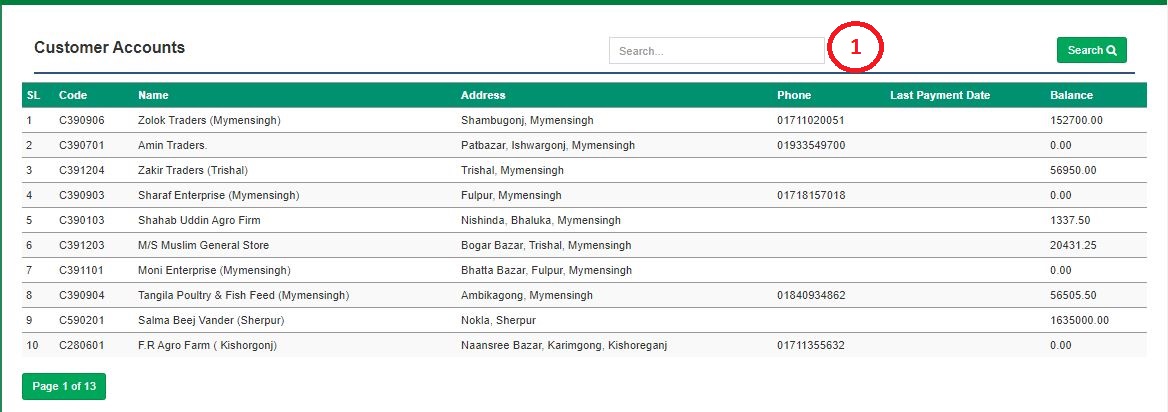 Customer Accounts Search... 1 Search
SL Code Name Address Phone Last Payment Date Balance
1 C390906 Zolok Traders (Mymensingh) Shambugonj, Mymensingh 01711020051 152700.00
2 C390701 Amin Traders. Patbazar, Ishwargonj, Mymensingh 01933549700 0.00
3 C391204 Zakir Traders (Trishal) Trishal, Mymensingh 56950.00
4 C390903 Sharaf Enterprise (Mymensingh) Fulpur, Mymensingh 01718157018 0.00
5 C390103 Shahab Uddin Agro Firm Nishinda, Bhaluka, Mymensingh 1337.50
6 C391203 M/S Muslim General Store Bogar Bazar, Trishal, Mymensingh 20431.25
7 C391101 Moni Enterprise (Mymensingh) Bhatta Bazar, Fulpur, Mymensingh 0.00
8 C390904 Tangila Poultry & Fish Feed (Mymensingh) Ambikagong, Mymensingh 01840934862 56505.50
9 C590201 Salma Beej Vander (Sherpur) Nokla, Sherpur 1635000.00
10 C280601 F.R Agro Farm ( Kishorgonj) Naansree Bazar, Karimgong, Kishoreganj 01711355632 0.00
Page 1 of 13